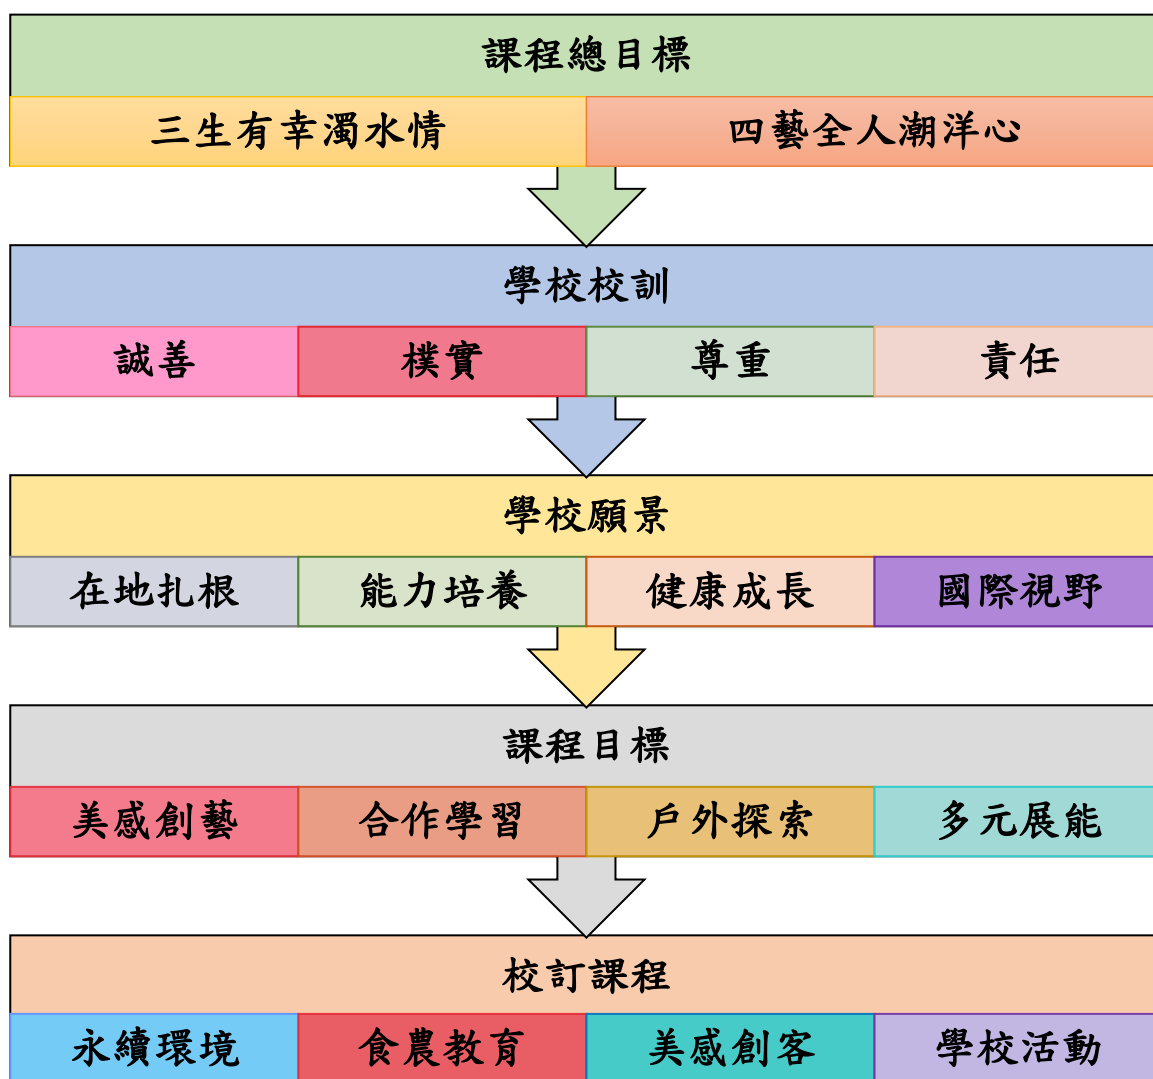 課程總目標
三生有幸濁水情 四藝全人潮洋心
學校校訓
誠善 樸實 尊重 責任
學校願景
在地扎根 能力培養 健康成長 國際視野
課程目標
美感創藝 合作學習 戶外探索 多元展能
校訂課程
永續環境 食農教育 美感創客 學校活動